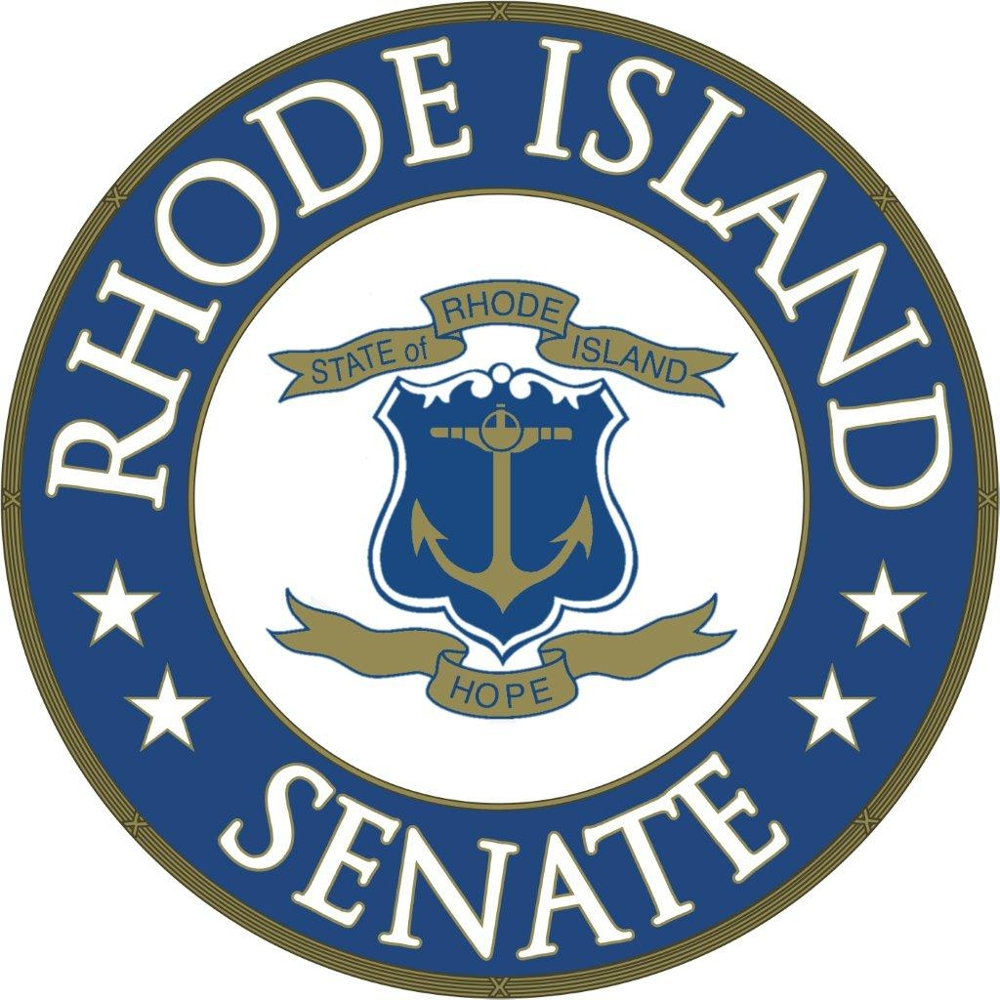 RHODE ISLAND
STATE of RHODE ISLAND
HOPE
SENATE